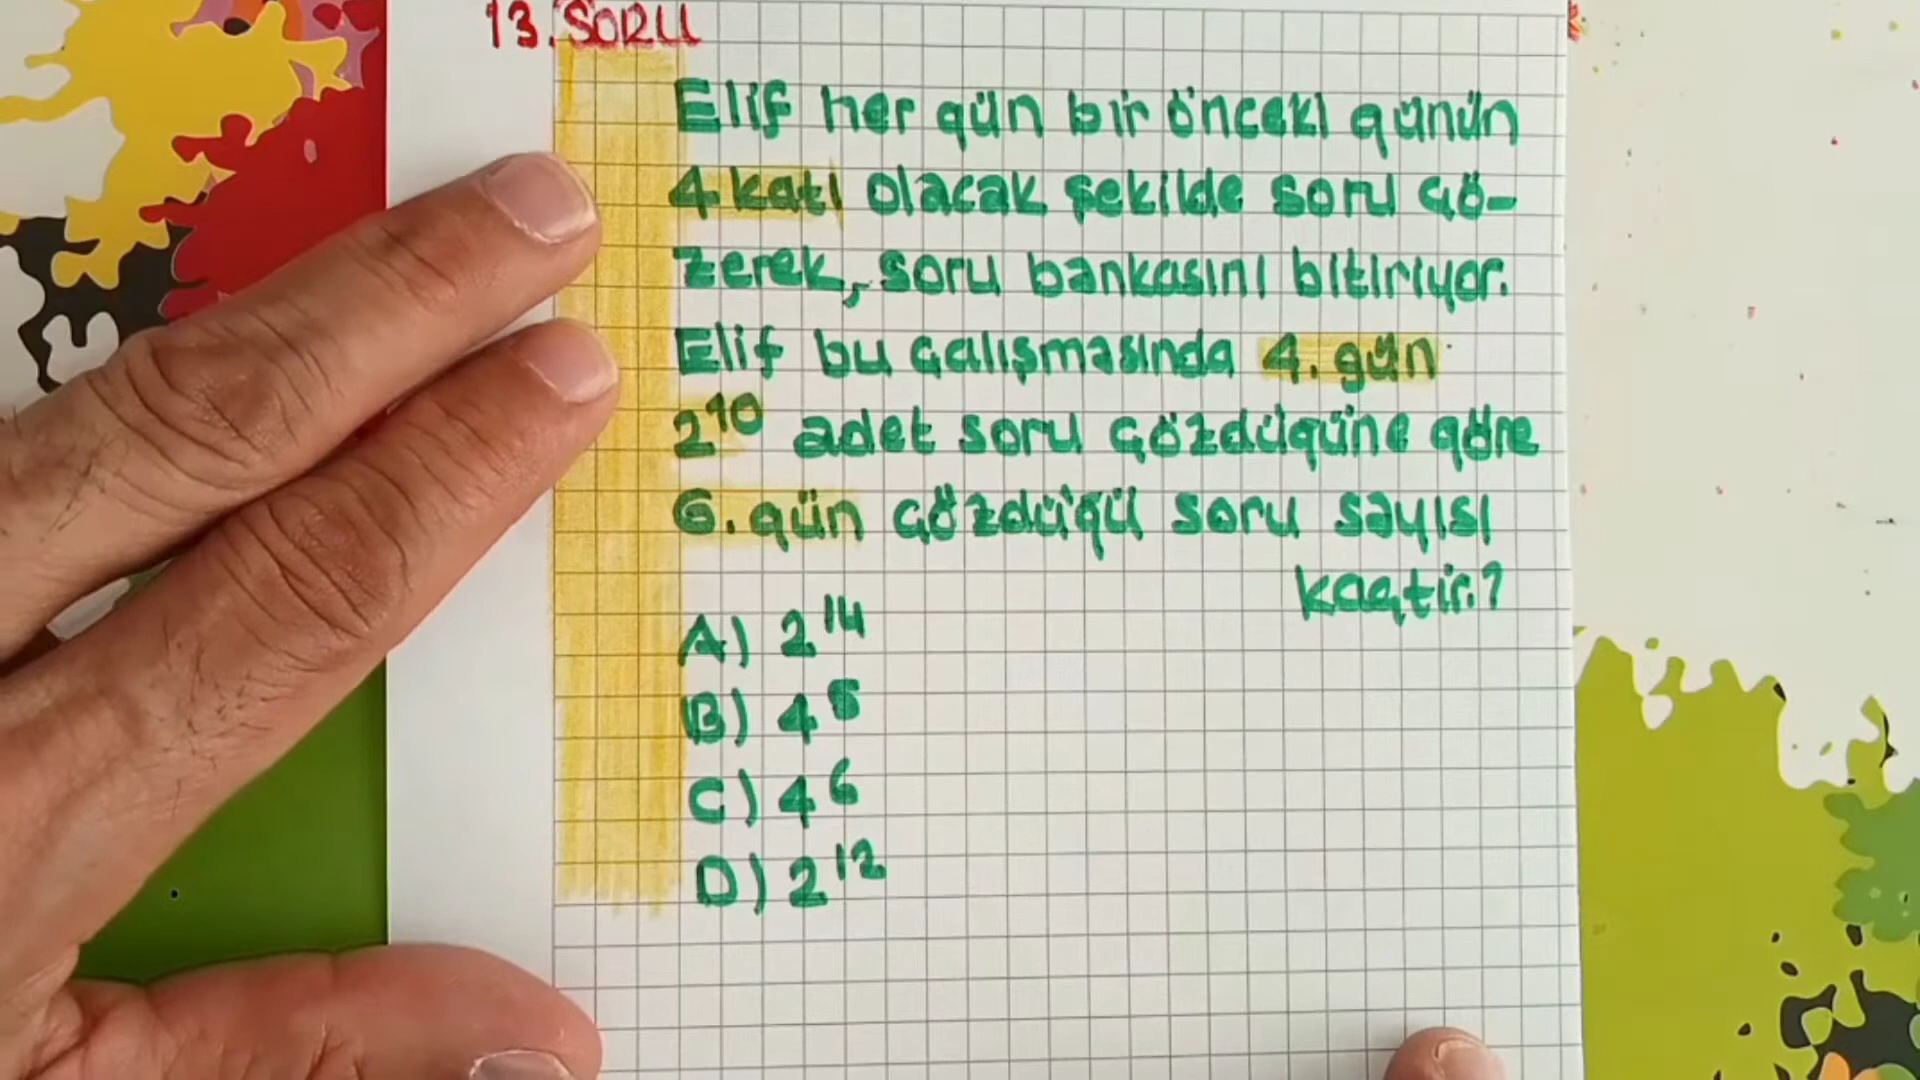 13. SORU
Elif her gün bir önceki günün
4 katı olacak şekilde soru çö-
zerek, soru bankasını bitiriyor.
Elif bu çalışmasında 4. gün
2¹⁰ adet soru çözdüğüne göre
6. gün çözdüğü soru sayısı
kaçtır?
A) 2¹⁴
B) 4⁵
C) 4⁶
D) 2¹²